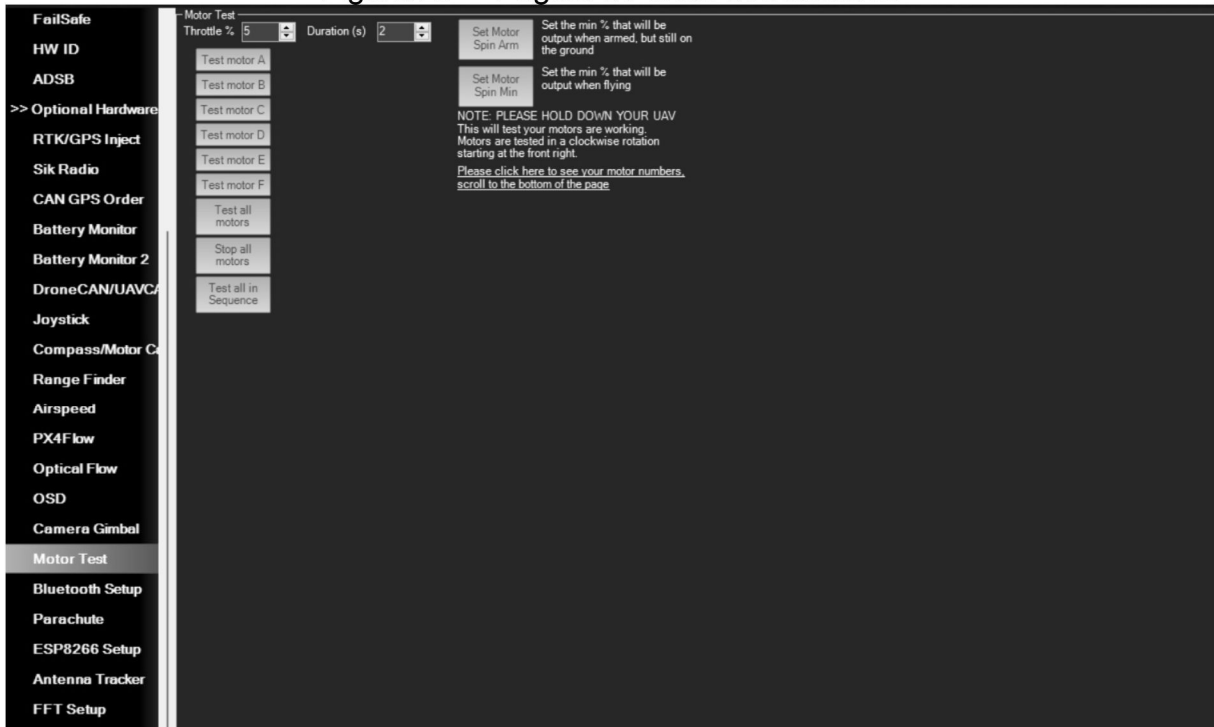 FailSafe
HW ID
ADSB
>> Optional Hardware
RTK/GPS Inject
Sik Radio
CAN GPS Order
Battery Monitor
Battery Monitor 2
DroneCAN/UAVCA
Joystick
Compass/Motor Ca
Range Finder
Airspeed
PX4Flow
Optical Flow
OSD
Camera Gimbal
Motor Test
Bluetooth Setup
Parachute
ESP8266 Setup
Antenna Tracker
FFT Setup
Motor Test
Throttle % 5 Duration (s) 2
Test motor A
Test motor B
Test motor C
Test motor D
Test motor E
Test motor F
Test all
motors
Stop all
motors
Test all in
Sequence
Set Motor
Spin Arm
Set the min % that will be
output when armed, but still on
the ground
Set Motor
Spin Min
Set the min % that will be
output when flying
NOTE: PLEASE HOLD DOWN YOUR UAV
This will test your motors are working.
Motors are tested in a clockwise rotation
starting at the front right.
Please click here to see your motor numbers,
scroll to the bottom of the page